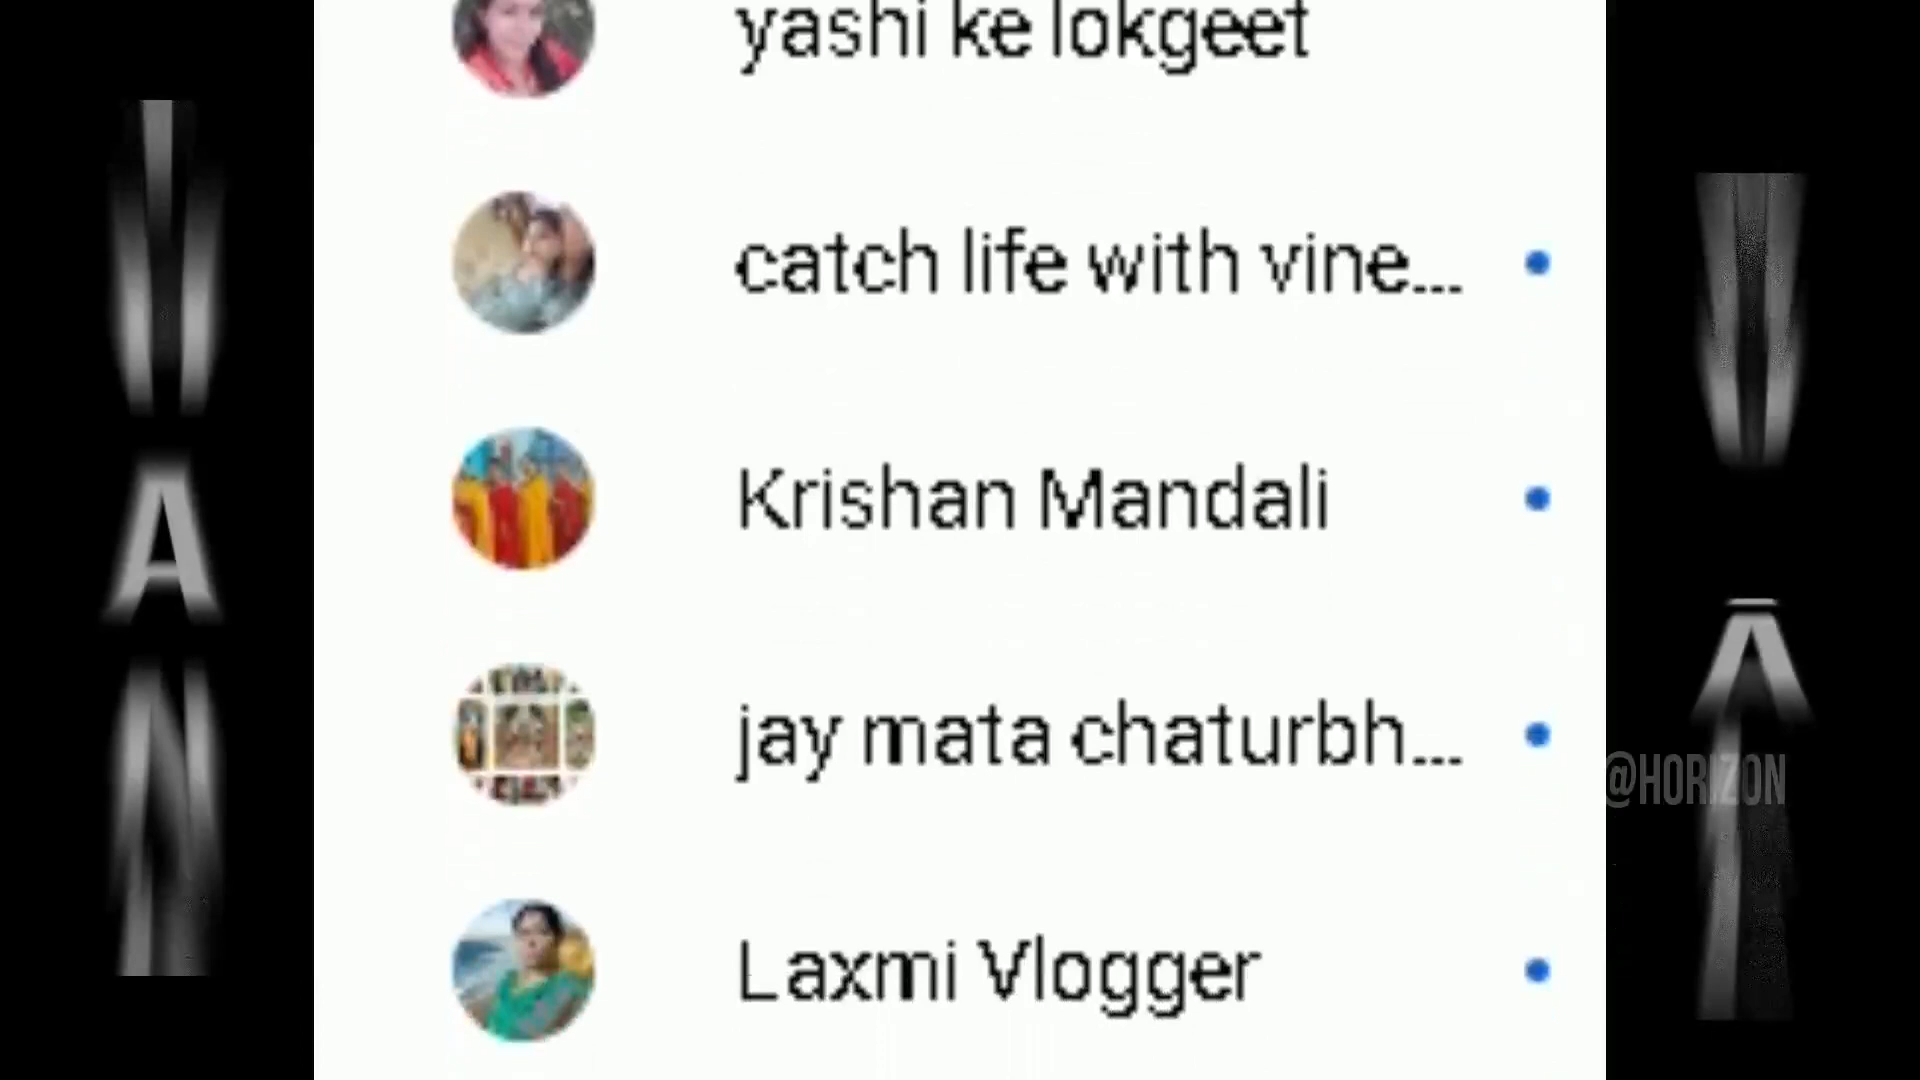 yashi ke lokgeet
catch life with vine...
Krishan Mandali
jay mata chaturbh...
Laxmi Vlogger
@HORIZON